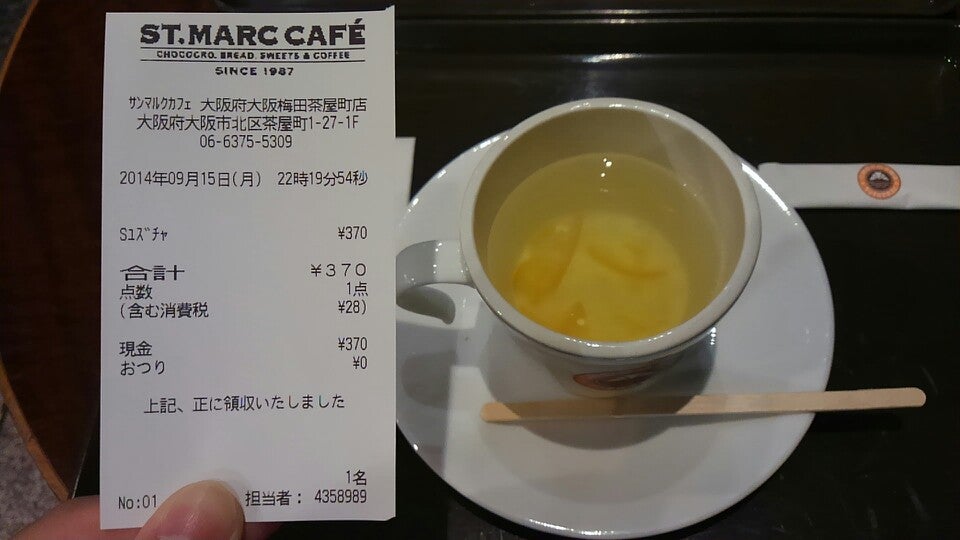 ST.MARC CAFÉ
CHOCOCRO, BREAD, SWEETS & COFFEE
SINCE 1987
ｻﾝﾏﾙｸｶﾌｪ 大阪府大阪梅田茶屋町店
大阪府大阪市北区茶屋町1-27-1F
06-6375-5309
2014年09月15日(月) 22時19分54秒
Sﾕｽﾞﾁｬ ¥370
合計 ¥370
点数 1点
(含む消費税 ¥28)
現金 ¥370
おつり ¥0
上記、正に領収いたしました
1名
No:01 担当者： 4358989